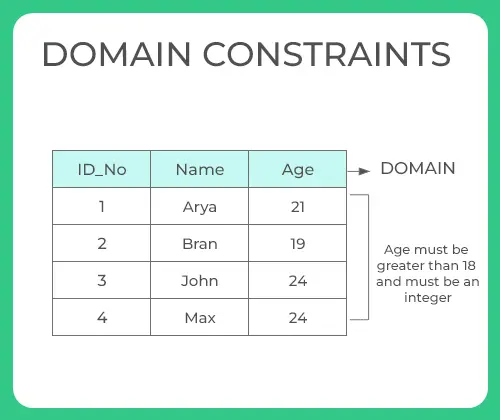 DOMAIN CONSTRAINTS
ID_No Name Age DOMAIN
1 Arya 21
2 Bran 19
3 John 24
4 Max 24
Age must be
greater than 18
and must be an
integer